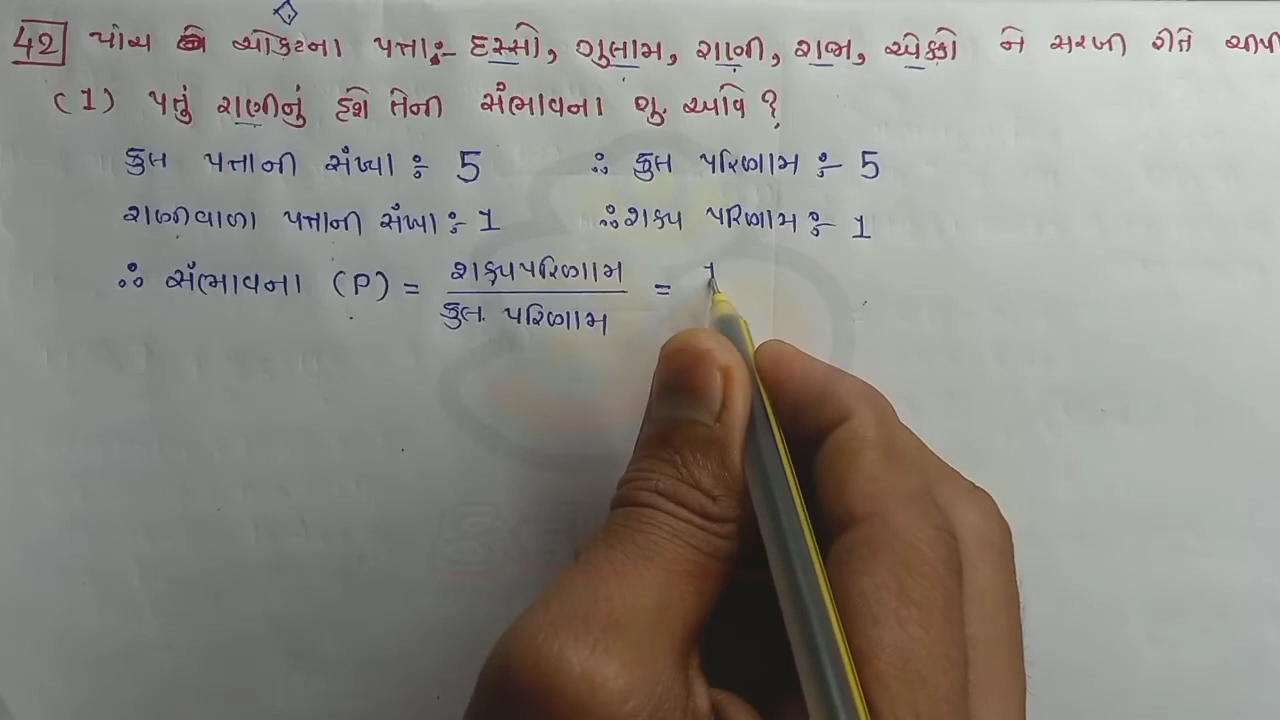 42 પાંચ ચોકટના પત્તા:- દસ્સો, ગુલામ, રાણી, રાજા, એક્કો ને સરખી રીતે ચીપી
(1) પત્તું રાણીનું હશે તેની સંભાવના શું આવે ?
કુલ પત્તાની સંખ્યા ÷ 5 ∴ કુલ પરિણામ ÷ 5
રાણીવાળા પત્તાની સંખ્યા ÷ 1 ∴ શક્ય પરિણામ ÷ 1
∴ સંભાવના (P) = શક્યપરિણામ / કુલ પરિણામ = 1